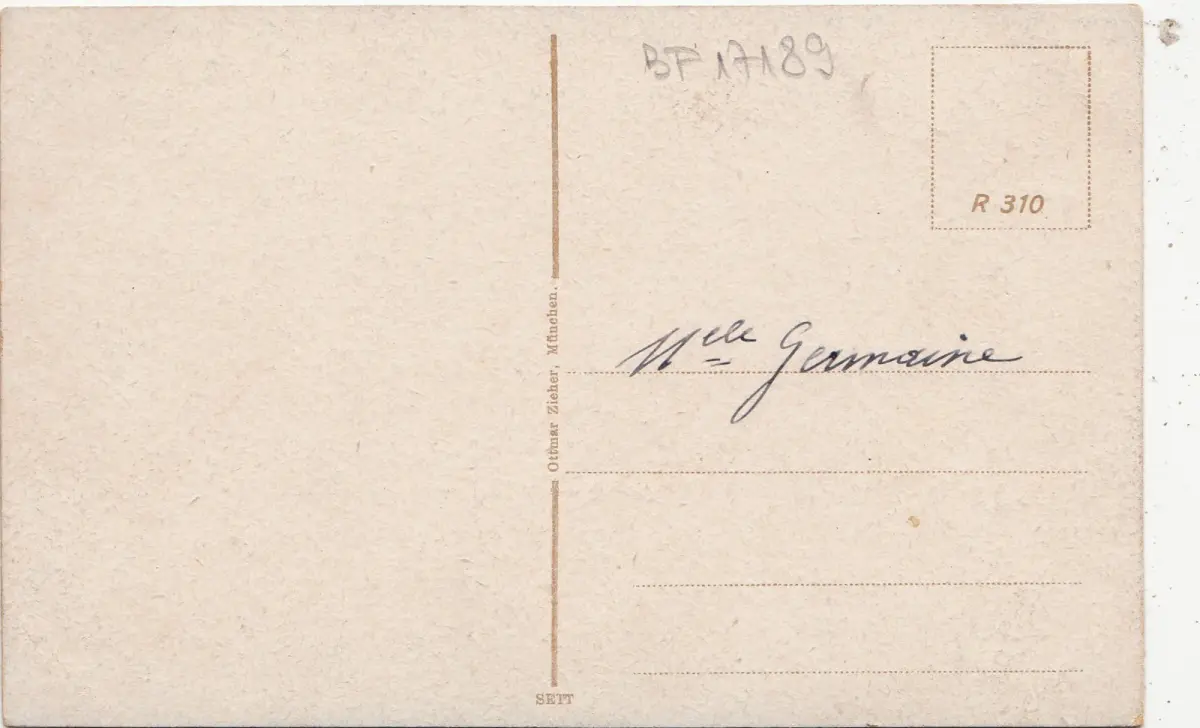 BF 17189
R 310
Ottmar Zieher, München.
Melle Germaine
SETT